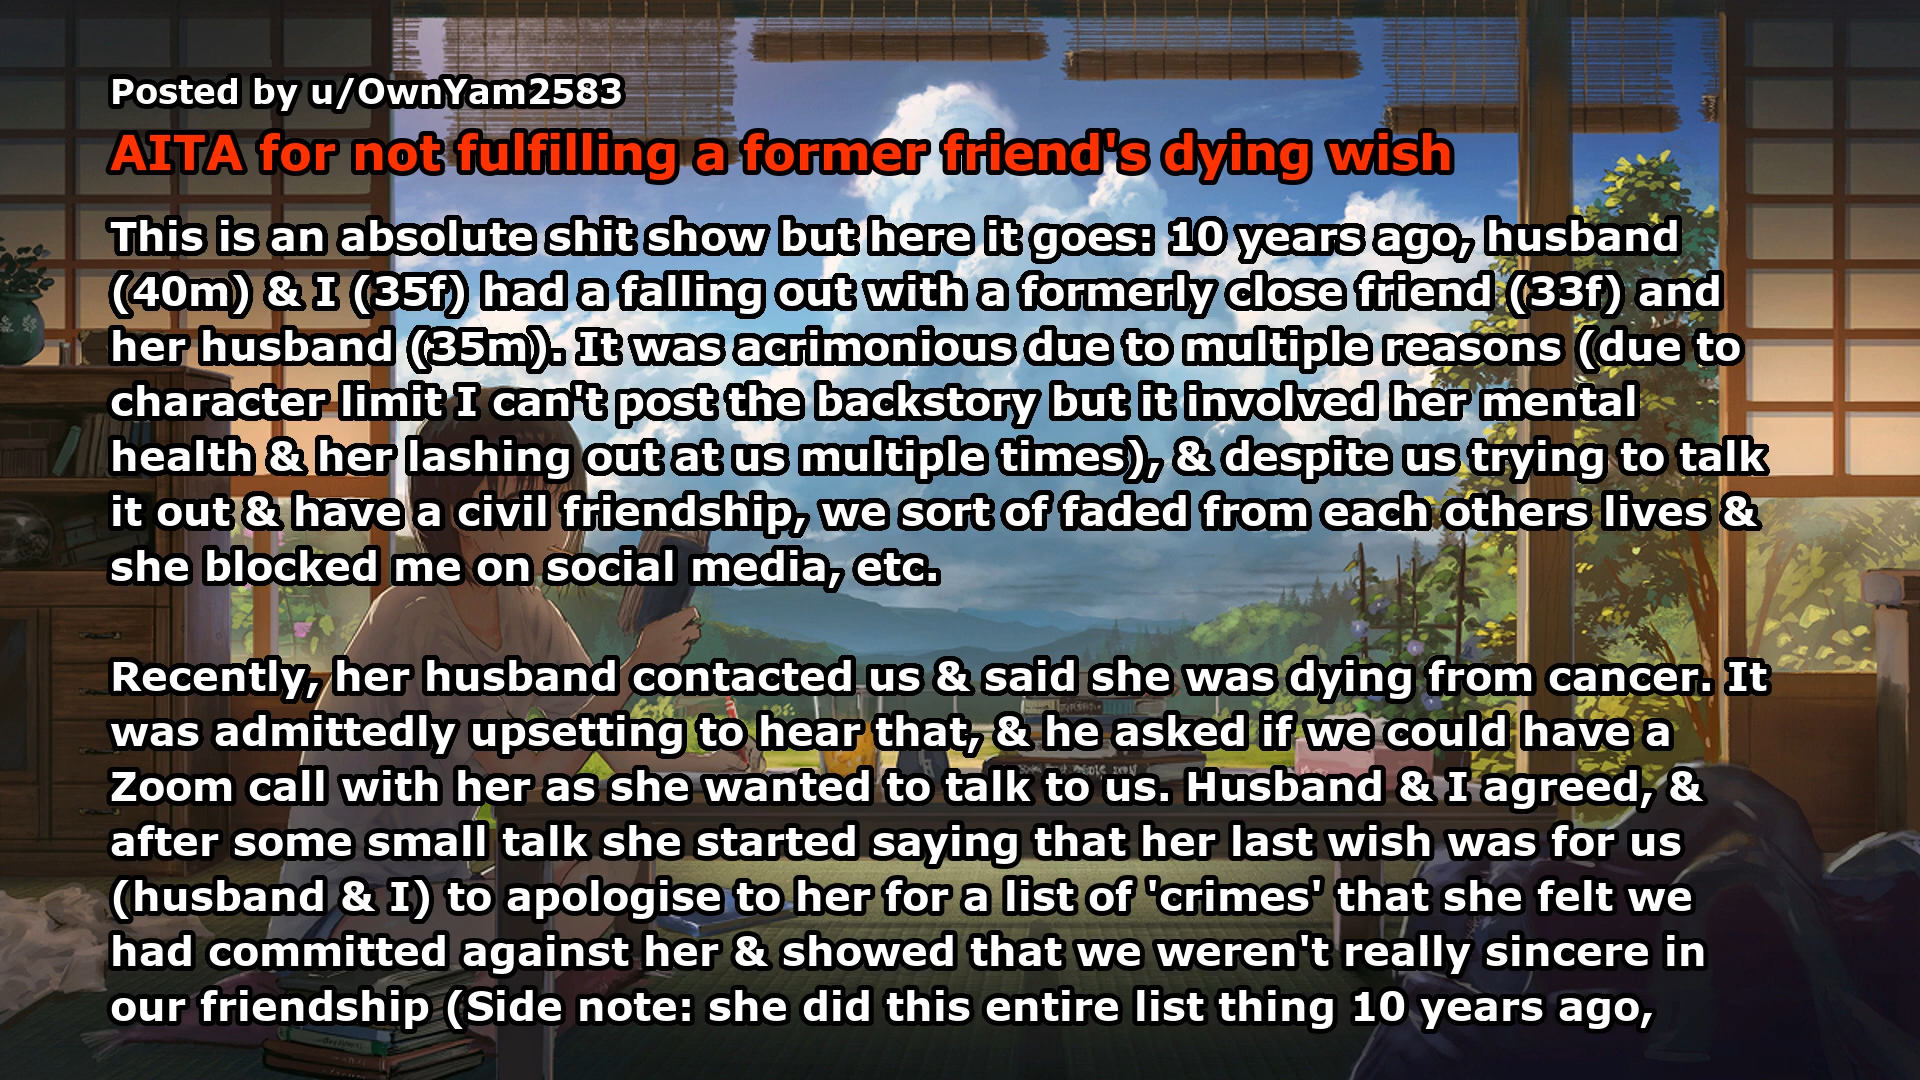 Posted by u/OwnYam2583
AITA for not fulfilling a former friend's dying wish
This is an absolute shit show but here it goes: 10 years ago, husband
(40m) & I (35f) had a falling out with a formerly close friend (33f) and
her husband (35m). It was acrimonious due to multiple reasons (due to
character limit I can't post the backstory but it involved her mental
health & her lashing out at us multiple times), & despite us trying to talk
it out & have a civil friendship, we sort of faded from each others lives &
she blocked me on social media, etc.
Recently, her husband contacted us & said she was dying from cancer. It
was admittedly upsetting to hear that, & he asked if we could have a
Zoom call with her as she wanted to talk to us. Husband & I agreed, &
after some small talk she started saying that her last wish was for us
(husband & I) to apologise to her for a list of 'crimes' that she felt we
had committed against her & showed that we weren't really sincere in
our friendship (Side note: she did this entire list thing 10 years ago,